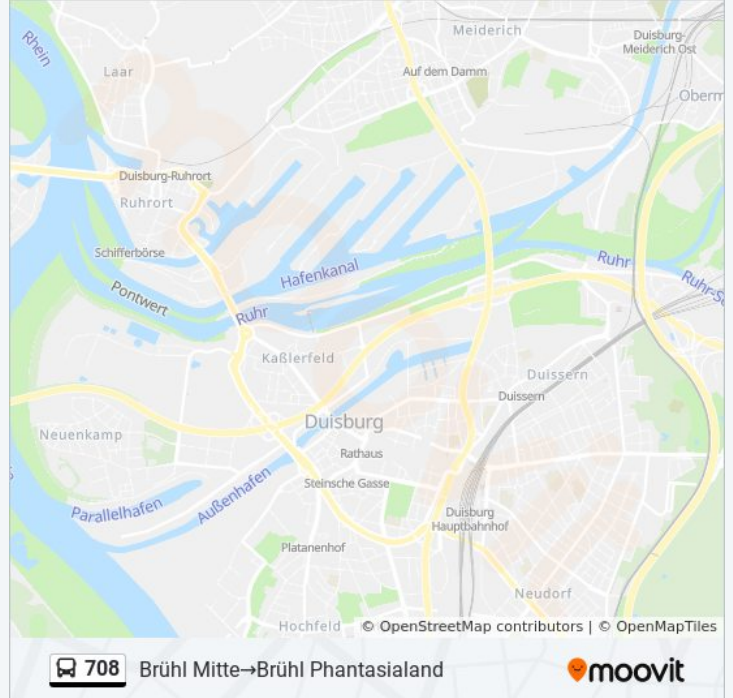 Rhein
Laar
Meiderich
Duisburg-
Meiderich Ost
Auf dem Damm
Oberm
Duisburg-Ruhrort
Ruhrort
Schifferbörse
Hafenkanal
Pontwert
Ruhr
Ruhr
Ruhr-S
Kaßlerfeld
Duissern
Duissern
Duisburg
Neuenkamp
Rathaus
Steinsche Gasse
Parallelhafen
Außenhafen
Duisburg
Hauptbahnhof
Platanenhof
Neudorf
Hochfeld
© OpenStreetMap contributors | © OpenMapTiles
708 Brühl Mitte→Brühl Phantasialand
moovit